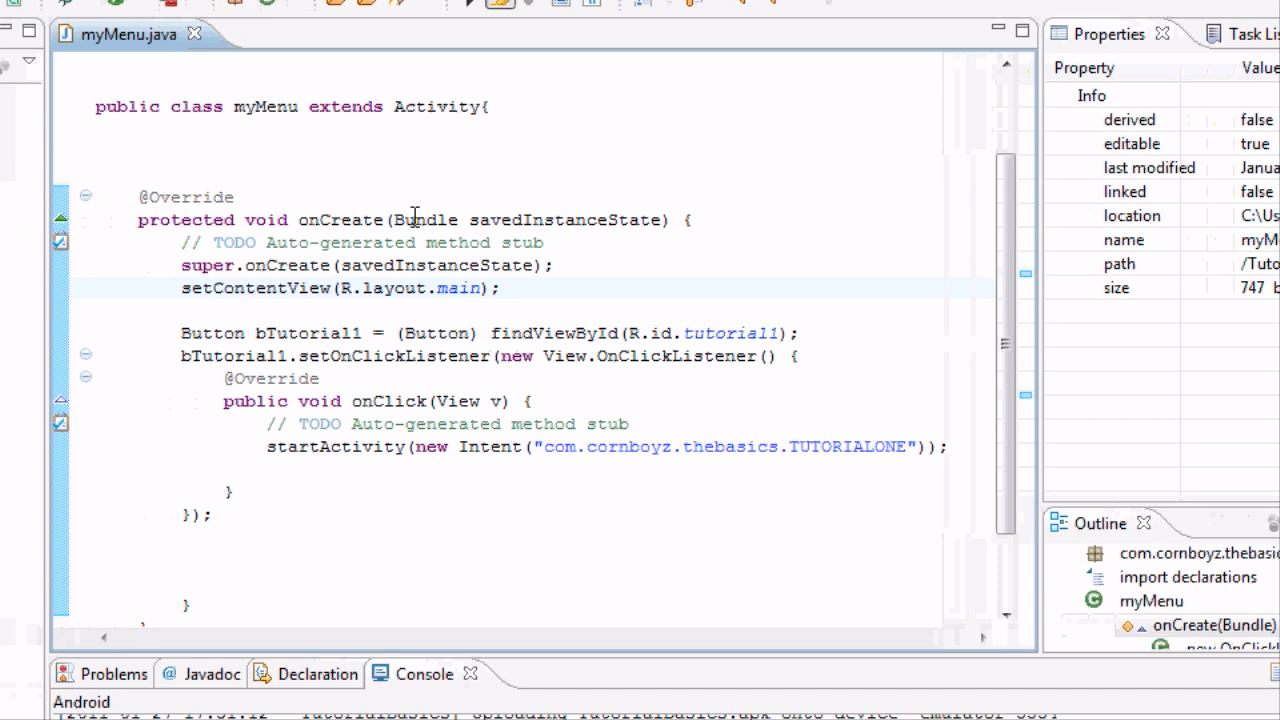 myMenu.java
public class myMenu extends Activity{
@Override
protected void onCreate(Bundle savedInstanceState) {
// TODO Auto-generated method stub
super.onCreate(savedInstanceState);
setContentView(R.layout.main);
Button bTutorial1 = (Button) findViewById(R.id.tutorial1);
bTutorial1.setOnClickListener(new View.OnClickListener() {
@Override
public void onClick(View v) {
// TODO Auto-generated method stub
startActivity(new Intent("com.cornboyz.thebasics.TUTORIALONE"));
}
});
}
Properties Task Lis
Property Value
Info
derived false
editable true
last modified Janua
linked false
location C:\Us
name myM
path /Tuto
size 747 b
Outline
com.cornboyz.thebasic
import declarations
myMenu
onCreate(Bundle)
new OnClickl
Problems Javadoc Declaration Console
Android